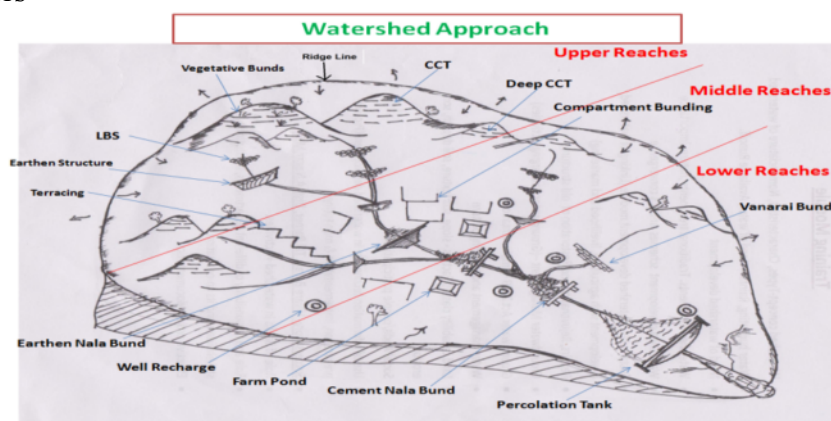 Watershed Approach
Upper Reaches
Ridge Line
Vegetative Bunds
CCT
Deep CCT
Middle Reaches
Compartment Bunding
LBS
Earthen Structure
Lower Reaches
Terracing
Vanarai Bund
Earthen Nala Bund
Well Recharge
Farm Pond
Cement Nala Bund
Percolation Tank